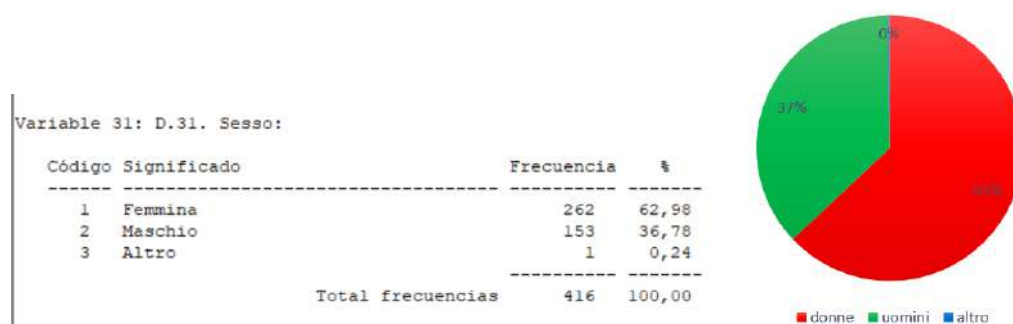 Variable 31: D.31. Sesso:
Código Significado Frecuencia %
------ ---------------------------------- ---------- -------
1 Femmina 262 62,98
2 Maschio 153 36,78
3 Altro 1 0,24
---------- -------
Total frecuencias 416 100,00
0%
37%
donne uomini altro